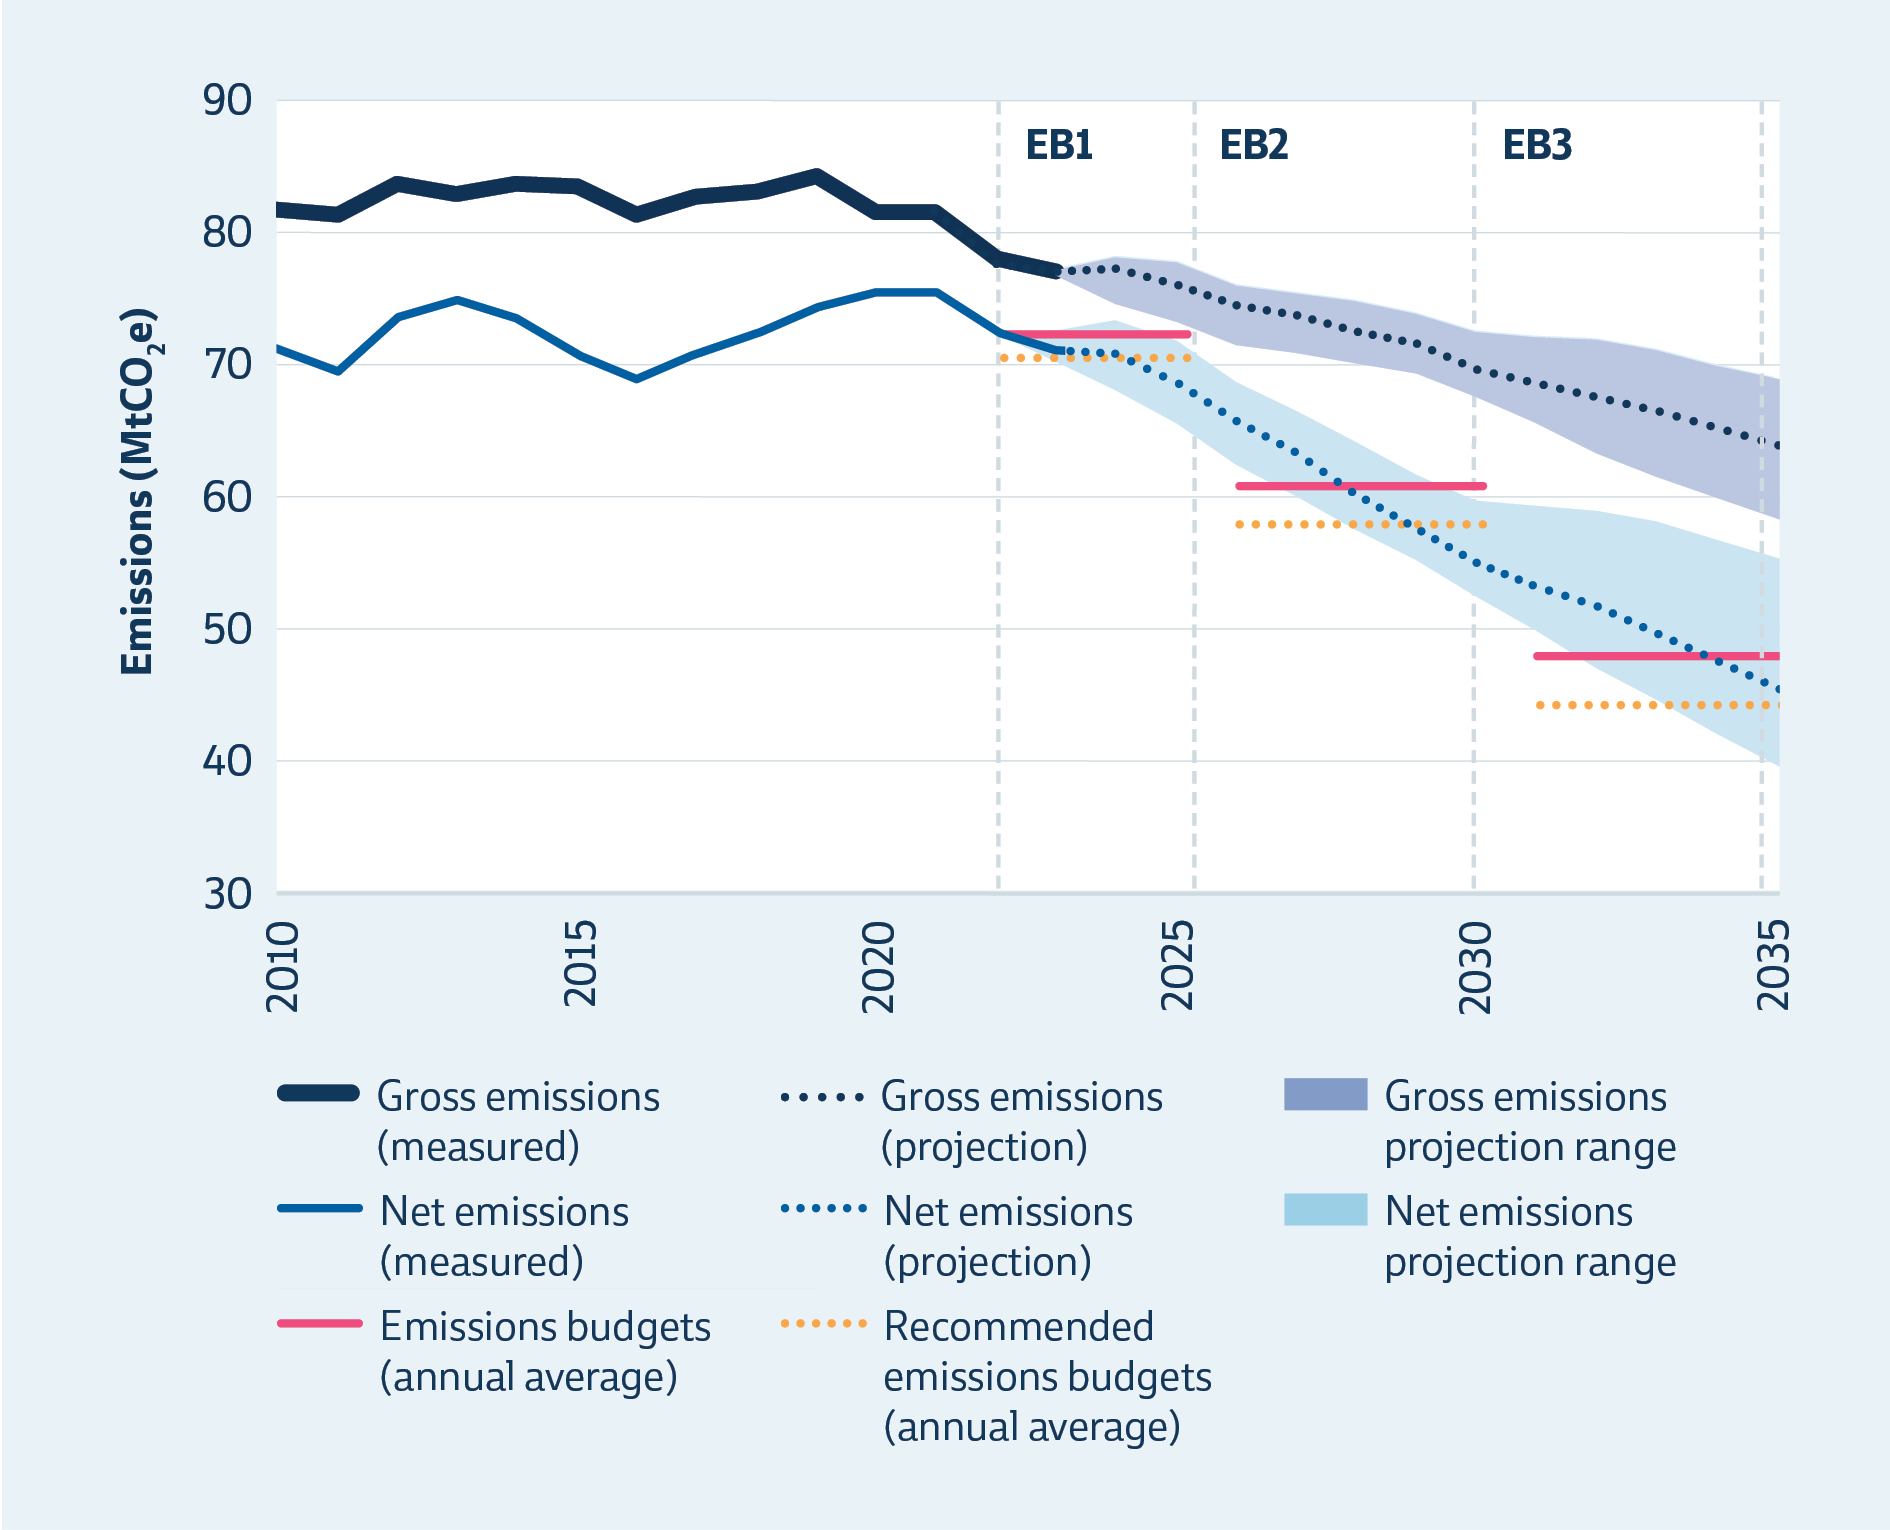 90
EB1 EB2 EB3
80
70
60
50
40
30
Emissions (MtCO₂e)
2010 2015 2020 2025 2030 2035
Gross emissions
(measured)
Gross emissions
(projection)
Gross emissions
projection range
Net emissions
(measured)
Net emissions
(projection)
Net emissions
projection range
Emissions budgets
(annual average)
Recommended
emissions budgets
(annual average)